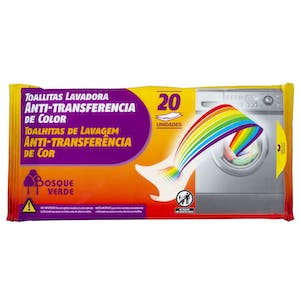 TOALLITAS LAVADORA
ANTI-TRANSFERENCIA
DE COLOR
TOALHITAS DE LAVAGEM
ANTI-TRANSFERÊNCIA
DE COR
20
UNIDADES
BOSQUE
VERDE